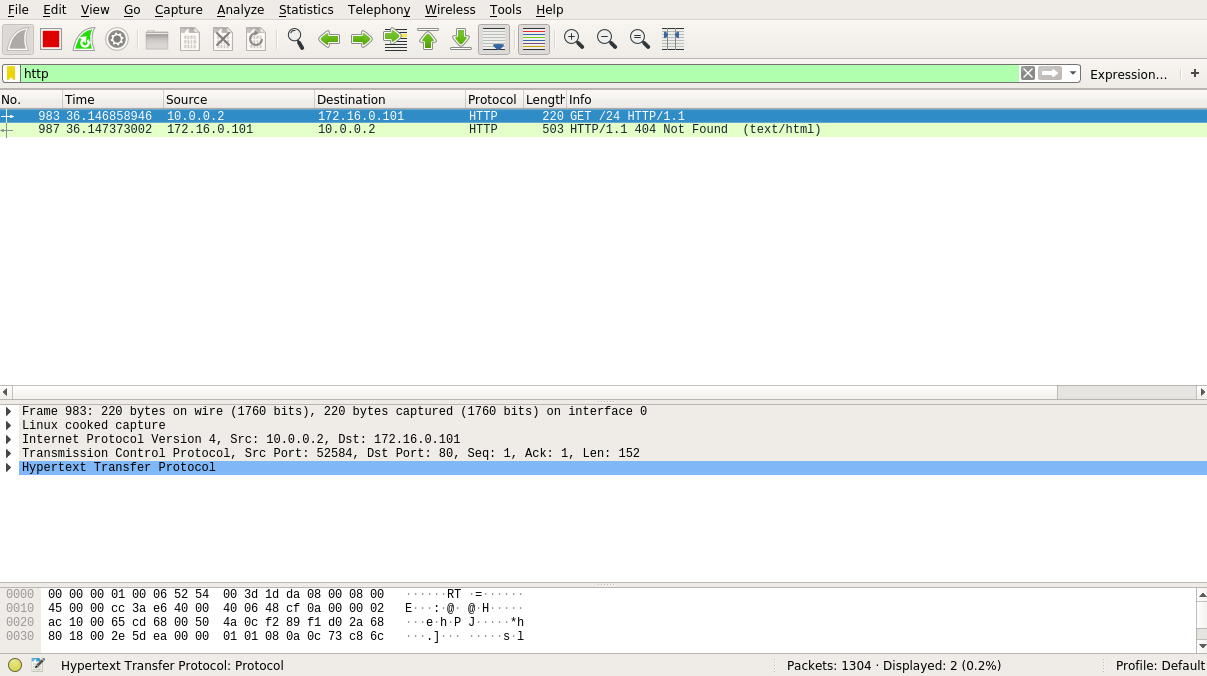 File Edit View Go Capture Analyze Statistics Telephony Wireless Tools Help
http
Expression… +
No. Time Source Destination Protocol Length Info
983 36.146858946 10.0.0.2 172.16.0.101 HTTP 220 GET /24 HTTP/1.1
987 36.147373002 172.16.0.101 10.0.0.2 HTTP 503 HTTP/1.1 404 Not Found (text/html)
Frame 983: 220 bytes on wire (1760 bits), 220 bytes captured (1760 bits) on interface 0
Linux cooked capture
Internet Protocol Version 4, Src: 10.0.0.2, Dst: 172.16.0.101
Transmission Control Protocol, Src Port: 52584, Dst Port: 80, Seq: 1, Ack: 1, Len: 152
Hypertext Transfer Protocol
0000 00 00 00 01 00 06 52 54 00 3d 1d da 08 00 08 00 ······RT ·=······
0010 45 00 00 cc 3a e6 40 00 40 06 48 cf 0a 00 00 02 E···:·@· @·H·····
0020 ac 10 00 65 cd 68 00 50 4a 0c f2 89 f1 d0 2a 68 ···e·h·P J·····*h
0030 80 18 00 2e 5d ea 00 00 01 01 08 0a 0c 73 c8 6c ···.]··· ·····s·l
Hypertext Transfer Protocol: Protocol
Packets: 1304 · Displayed: 2 (0.2%)
Profile: Default